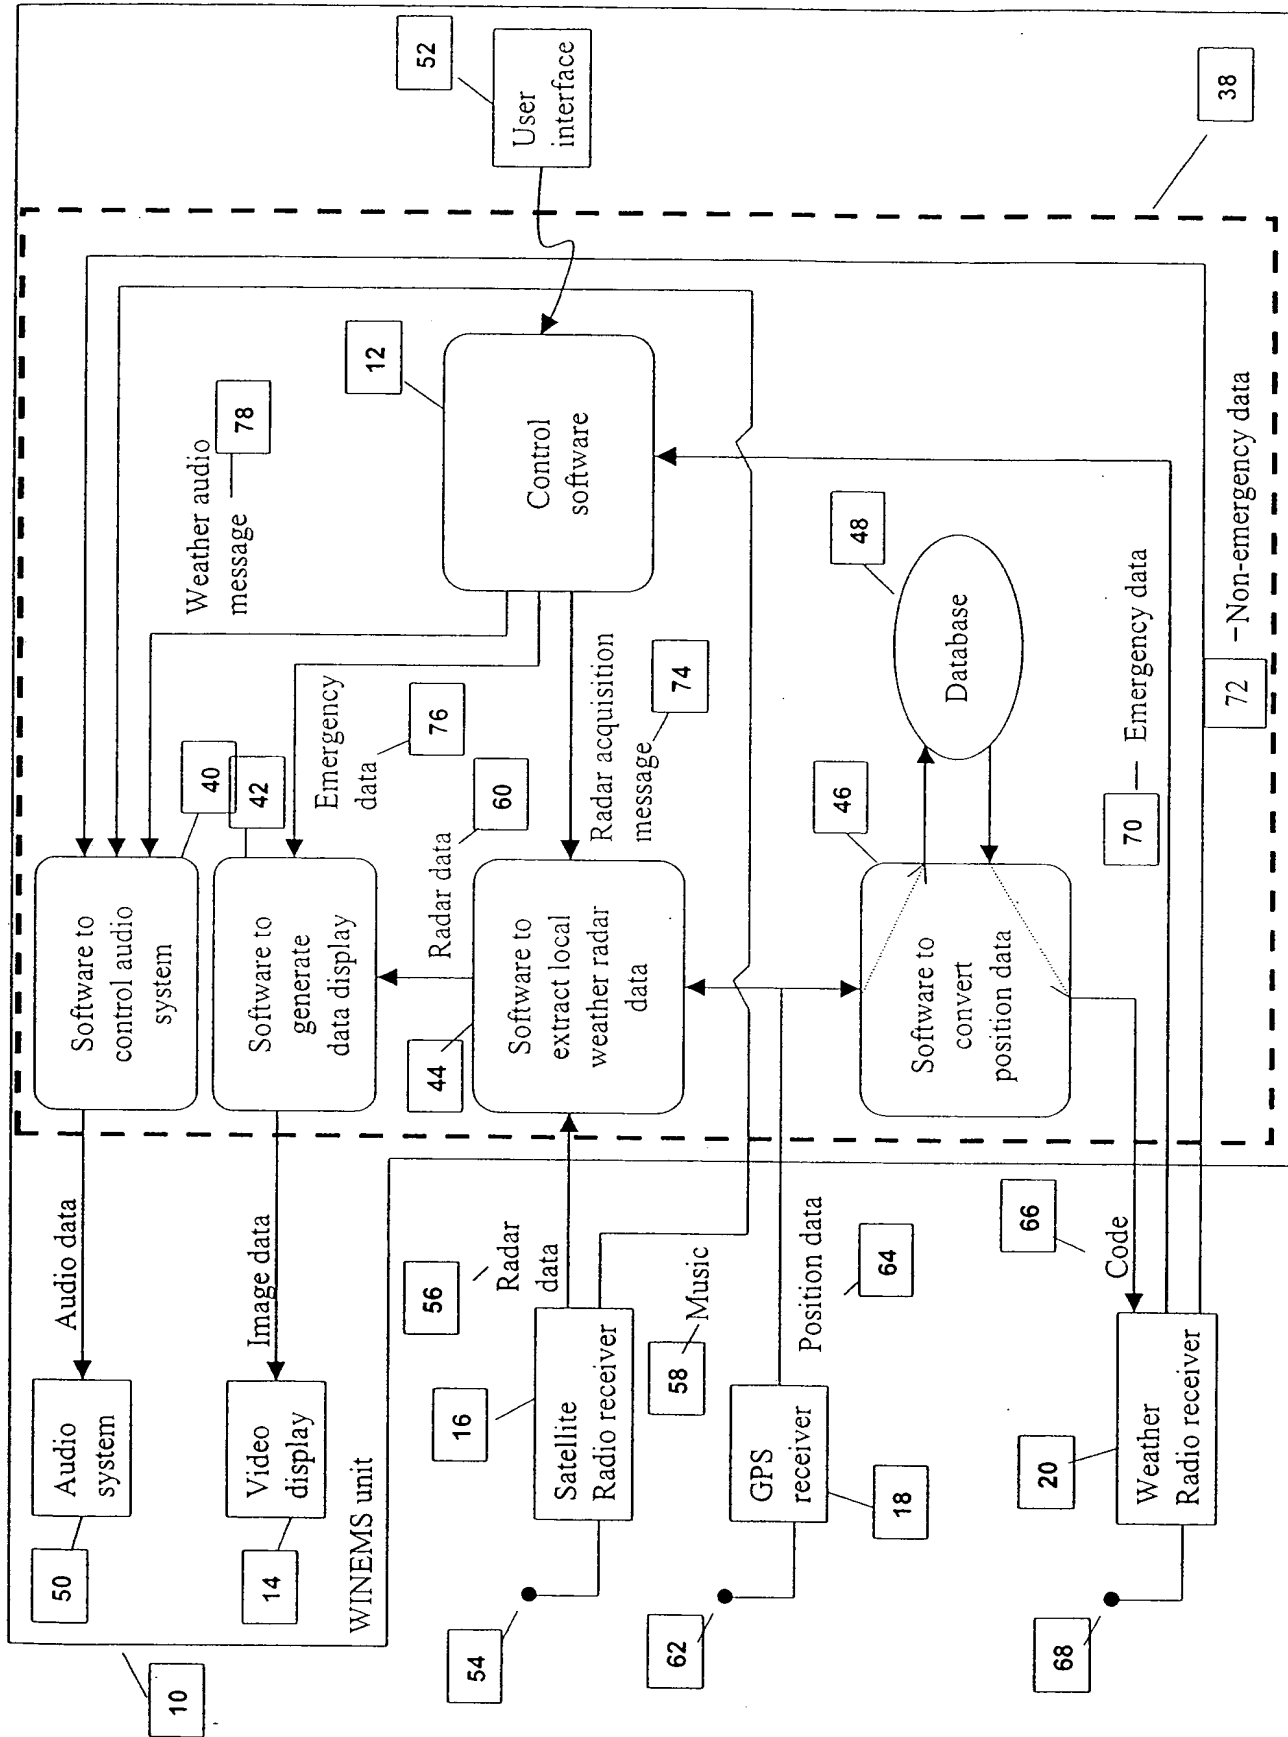 10
50
Audio
system
Audio data
Software to
control audio
system
40
14
Video
display
Image data
Software to
generate
data display
42
WINEMS unit
Weather audio
message
78
Emergency
data
76
54
16
Satellite
Radio receiver
56
Radar
data
44
Software to
extract local
weather radar
data
Radar data
60
Radar acquisition
message
74
12
Control
software
52
User
interface
58
Music
62
GPS
receiver
18
Position data
64
46
Software to
convert
position data
48
Database
68
20
Weather
Radio receiver
66
Code
70
Emergency data
72
Non-emergency data
38